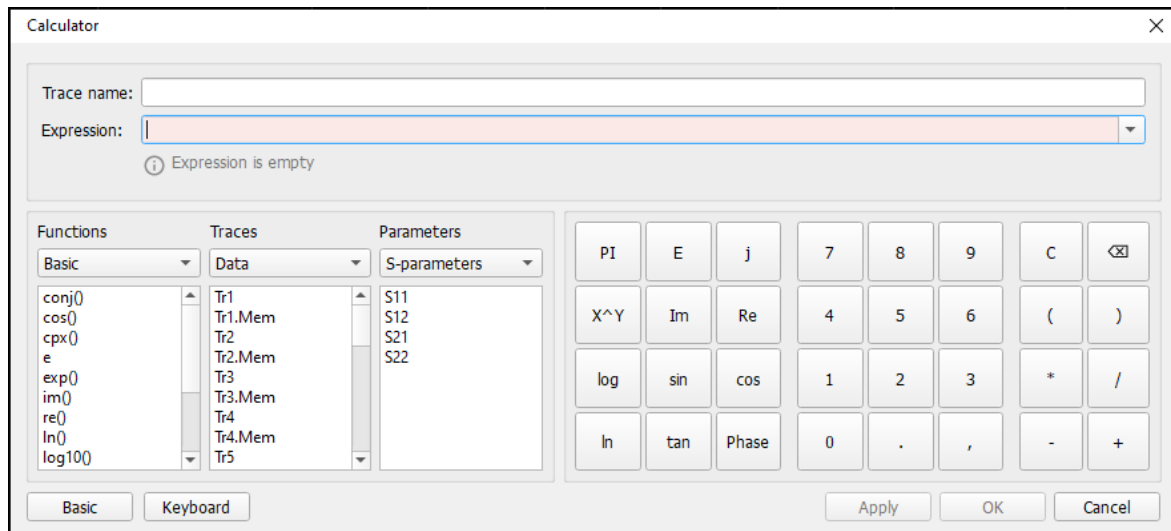 Calculator
Trace name:
Expression:
Expression is empty
Functions Traces Parameters
Basic Data S-parameters
conj() Tr1 S11
cos() Tr1.Mem S12
cpx() Tr2 S21
e Tr2.Mem S22
exp() Tr3
im() Tr3.Mem
re() Tr4
ln() Tr4.Mem
log10() Tr5
PI E j 7 8 9 C
X^Y Im Re 4 5 6 ( )
log sin cos 1 2 3 * /
ln tan Phase 0 . , - +
Basic Keyboard Apply OK Cancel